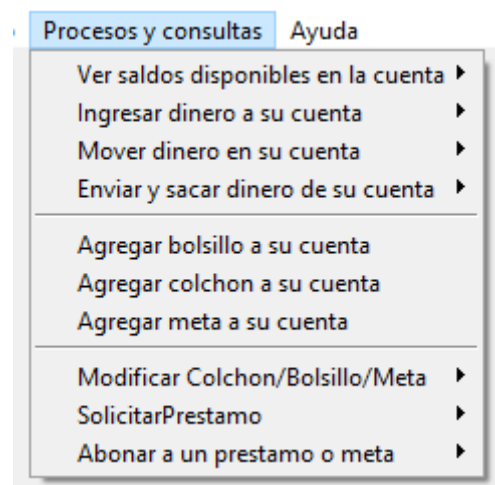 Procesos y consultas Ayuda
Ver saldos disponibles en la cuenta
Ingresar dinero a su cuenta
Mover dinero en su cuenta
Enviar y sacar dinero de su cuenta
Agregar bolsillo a su cuenta
Agregar colchon a su cuenta
Agregar meta a su cuenta
Modificar Colchon/Bolsillo/Meta
SolicitarPrestamo
Abonar a un prestamo o meta